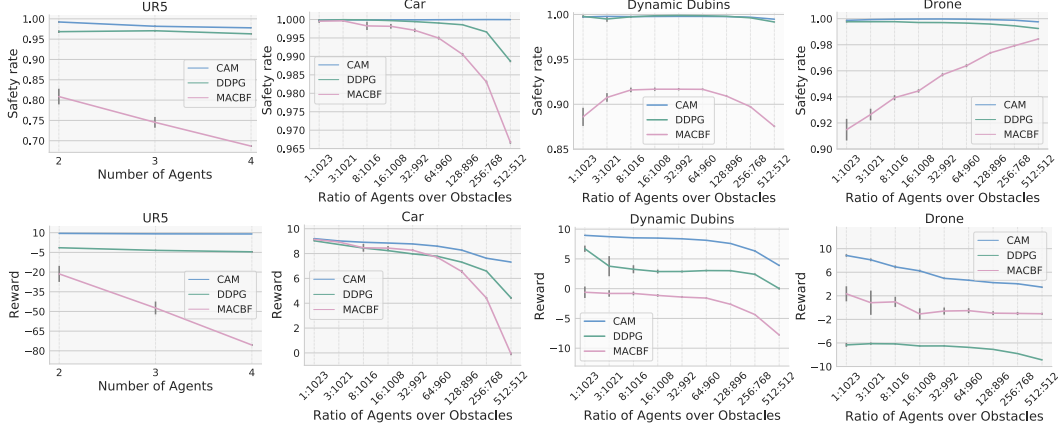 UR5
Safety rate
1.00
0.95
0.90
0.85
0.80
0.75
0.70
CAM
DDPG
MACBF
2
3
4
Number of Agents
Car
Safety rate
1.000
0.995
0.990
0.985
0.980
0.975
0.970
0.965
CAM
DDPG
MACBF
1:1023
3:1021
8:1016
16:1008
32:992
64:960
128:896
256:768
512:512
Ratio of Agents over Obstacles
Dynamic Dubins
Safety rate
1.00
0.95
0.90
0.85
CAM
DDPG
MACBF
1:1023
3:1021
8:1016
16:1008
32:992
64:960
128:896
256:768
512:512
Ratio of Agents over Obstacles
Drone
Safety rate
1.00
0.98
0.96
0.94
0.92
0.90
CAM
DDPG
MACBF
1:1023
3:1021
8:1016
16:1008
32:992
64:960
128:896
256:768
512:512
Ratio of Agents over Obstacles
UR5
Reward
10
−5
−20
−35
−50
−65
−80
CAM
DDPG
MACBF
2
3
4
Number of Agents
Car
Reward
10
8
6
4
2
0
CAM
DDPG
MACBF
1:1023
3:1021
8:1016
16:1008
32:992
64:960
128:896
256:768
512:512
Ratio of Agents over Obstacles
Dynamic Dubins
Reward
10
5
0
−5
−10
CAM
DDPG
MACBF
1:1023
3:1021
8:1016
16:1008
32:992
64:960
128:896
256:768
512:512
Ratio of Agents over Obstacles
Drone
Reward
10
6
2
−2
−6
−10
CAM
MACBF
DDPG
1:1023
3:1021
8:1016
16:1008
32:992
64:960
128:896
256:768
512:512
Ratio of Agents over Obstacles